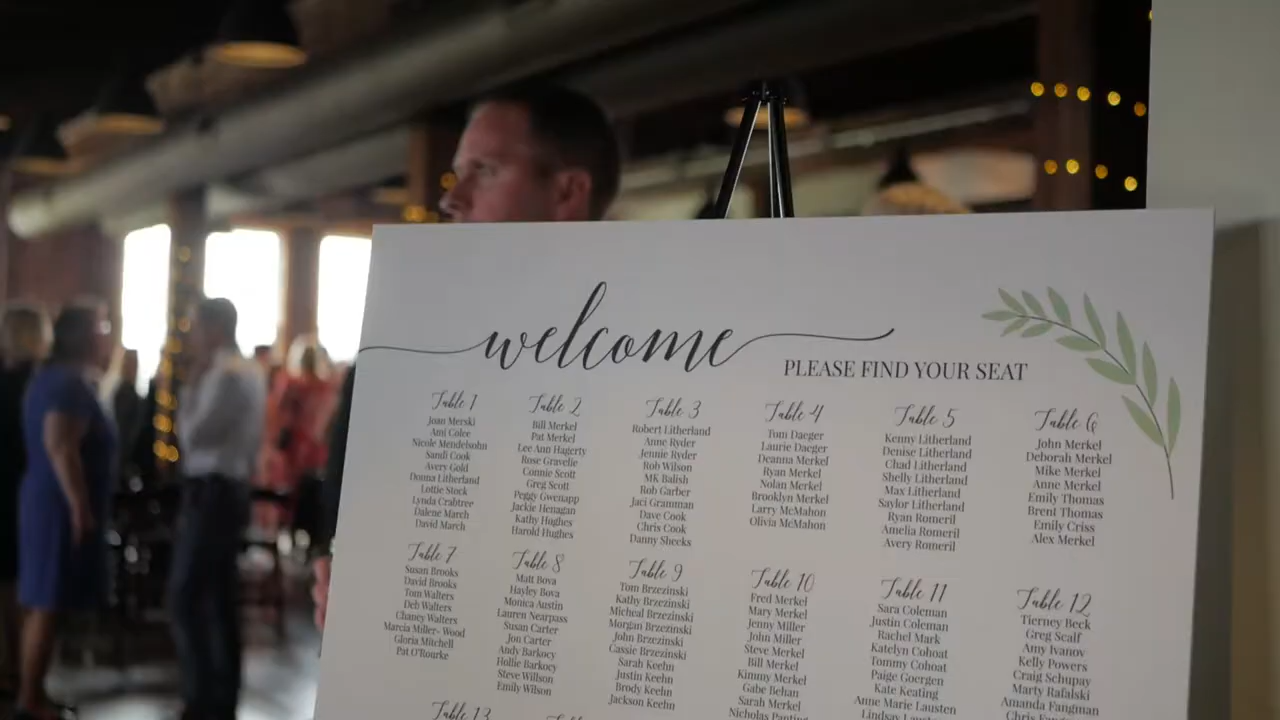 welcome
PLEASE FIND YOUR SEAT
Table 1
Joan Merski
Ami Colee
Nicole Mendelsohn
Sandi Cook
Avery Gold
Donna Litherland
Lottie Stock
Lynda Crabtree
Dalene March
David March
Table 2
Bill Merkel
Pat Merkel
Lee Ann Hagerty
Rose Gravelie
Connie Scott
Greg Scott
Peggy Gwenapp
Jackie Henagan
Kathy Hughes
Harold Hughes
Table 3
Robert Litherland
Anne Ryder
Jennie Ryder
Rob Wilson
MK Balish
Rob Garber
Jaci Gramman
Dave Cook
Chris Cook
Danny Sheeks
Table 4
Tom Daeger
Laurie Daeger
Deanna Merkel
Ryan Merkel
Nolan Merkel
Brooklyn Merkel
Larry McMahon
Olivia McMahon
Table 5
Kenny Litherland
Denise Litherland
Chad Litherland
Shelly Litherland
Max Litherland
Saylor Litherland
Ryan Romeril
Amelia Romeril
Avery Romeril
Table 6
John Merkel
Deborah Merkel
Mike Merkel
Anne Merkel
Emily Thomas
Brent Thomas
Emily Criss
Alex Merkel
Table 7
Susan Brooks
David Brooks
Tom Walters
Deb Walters
Chaney Walters
Marcia Miller- Wood
Gloria Mitchell
Pat O'Rourke
Table 8
Matt Bova
Hayley Bova
Monica Austin
Lauren Nearpass
Susan Carter
Jon Carter
Andy Barkocy
Hollie Barkocy
Steve Willson
Emily Wilson
Table 9
Tom Brzezinski
Kathy Brzezinski
Micheal Brzezinski
Morgan Brzezinski
John Brzezinski
Cassie Brzezinski
Sarah Keehn
Justin Keehn
Brody Keehn
Jackson Keehn
Table 10
Fred Merkel
Mary Merkel
Jenny Miller
John Miller
Steve Merkel
Bill Merkel
Kimmy Merkel
Gabe Behan
Sarah Merkel
Nicholas
Table 11
Sara Coleman
Justin Coleman
Rachel Mark
Katelyn Cohoat
Tommy Cohoat
Paige Goergen
Kate Keating
Anne Marie Lausten
Lindsay Lausten
Table 12
Tierney Beck
Greg Scalf
Amy Ivanov
Kelly Powers
Craig Schupay
Marty Rafalski
Amanda Fangman
Chris Fangman
Table 13